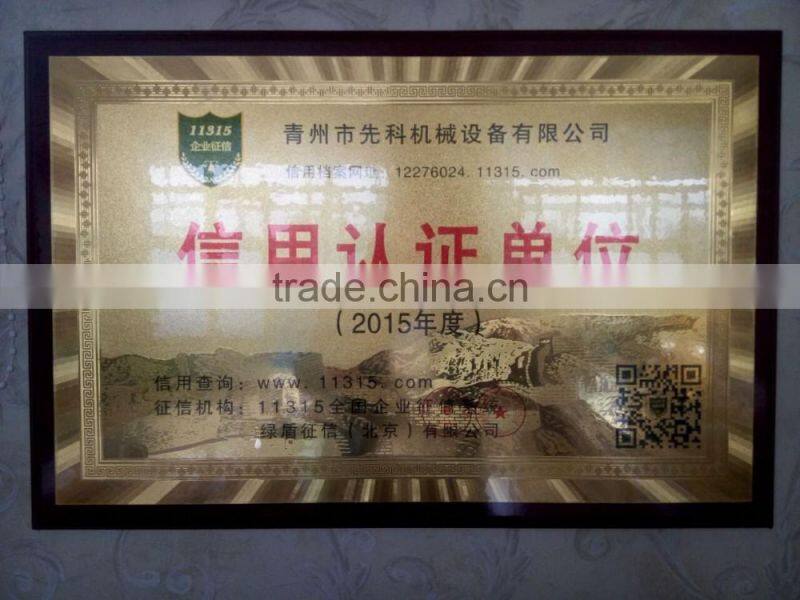 11315
企业征信
青州市先科机械设备有限公司
信用档案网址: 12276024.11315.com
信用认证单位
trade.china.cn
(2015年度)
信用查询: www.11315.com
征信机构: 11315全国企业征信系统
绿盾征信(北京)有限公司